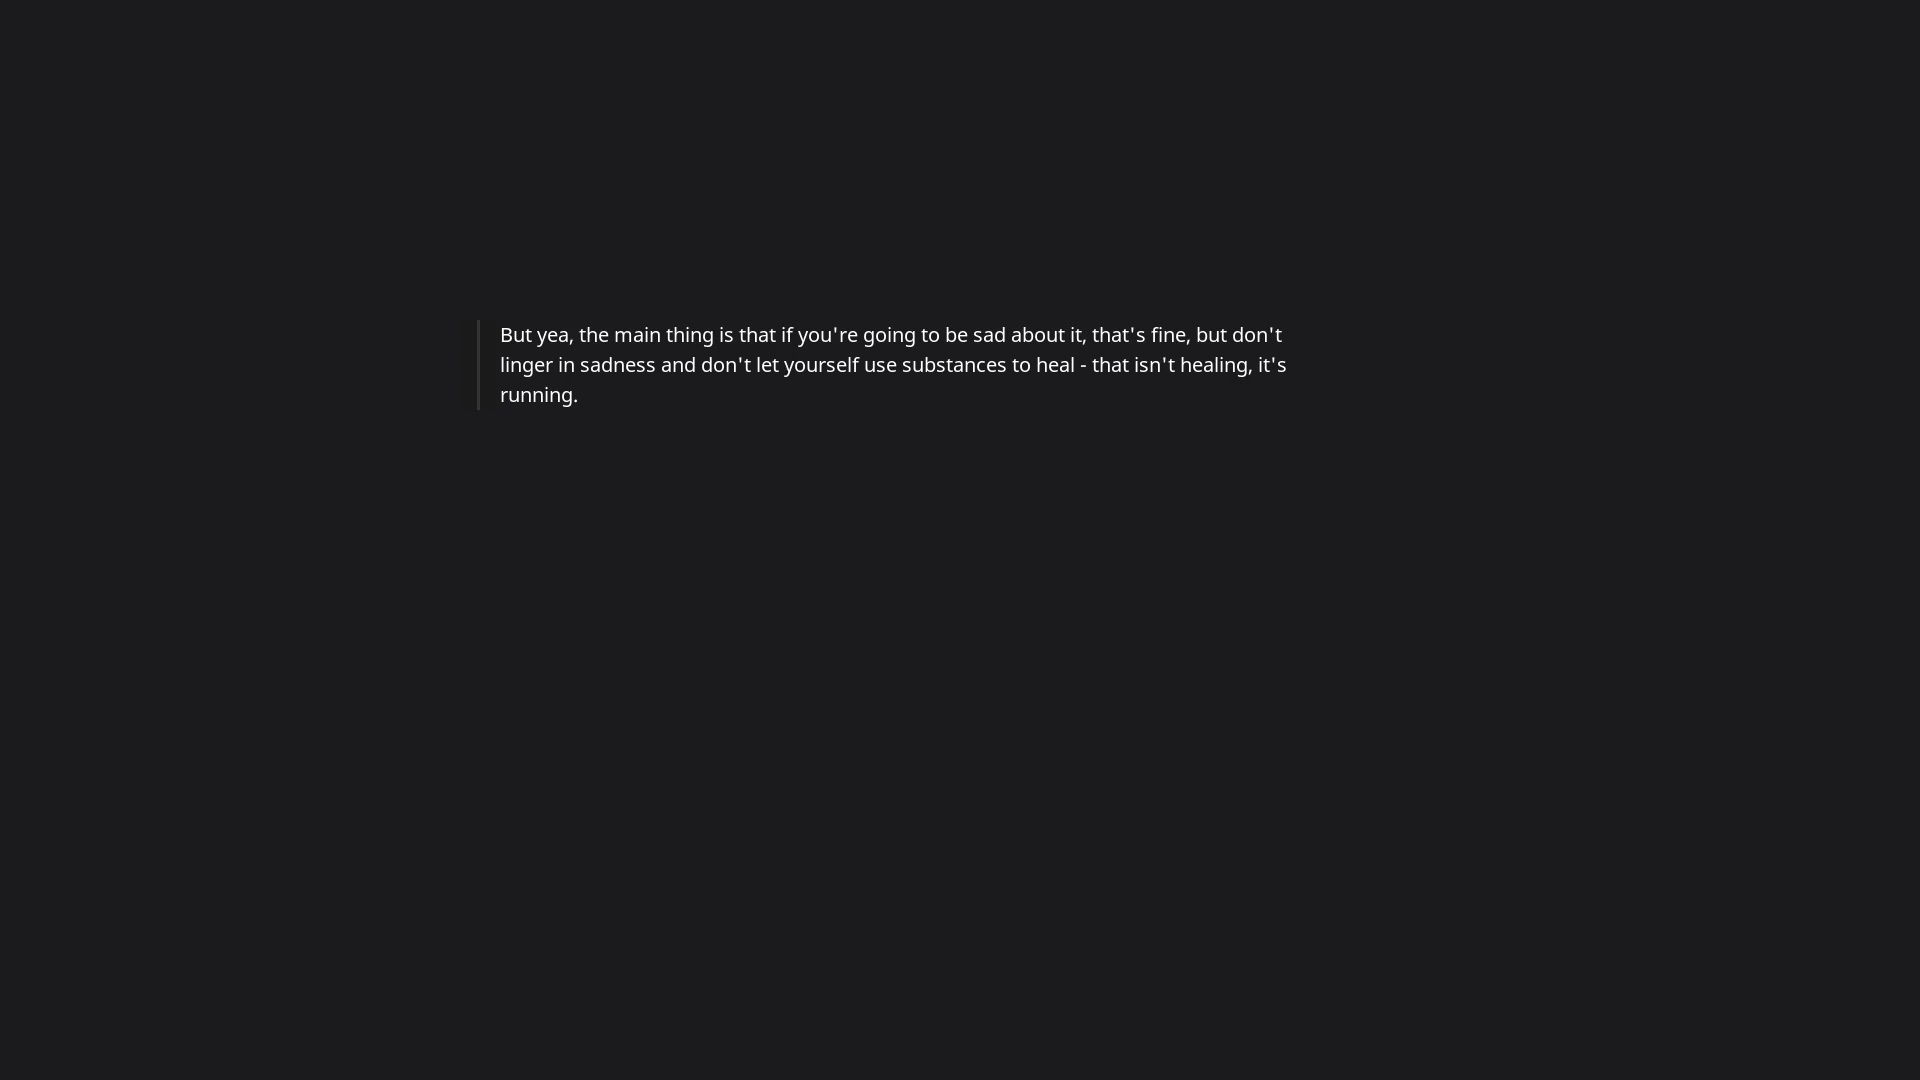 But yea, the main thing is that if you're going to be sad about it, that's fine, but don't
linger in sadness and don't let yourself use substances to heal - that isn't healing, it's
running.